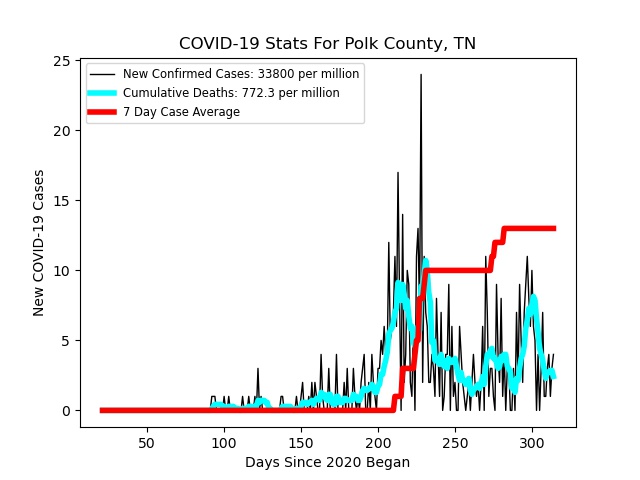 COVID-19 Stats For Polk County, TN
New Confirmed Cases: 33800 per million
Cumulative Deaths: 772.3 per million
7 Day Case Average
25
20
15
10
5
0
New COVID-19 Cases
50 100 150 200 250 300
Days Since 2020 Began